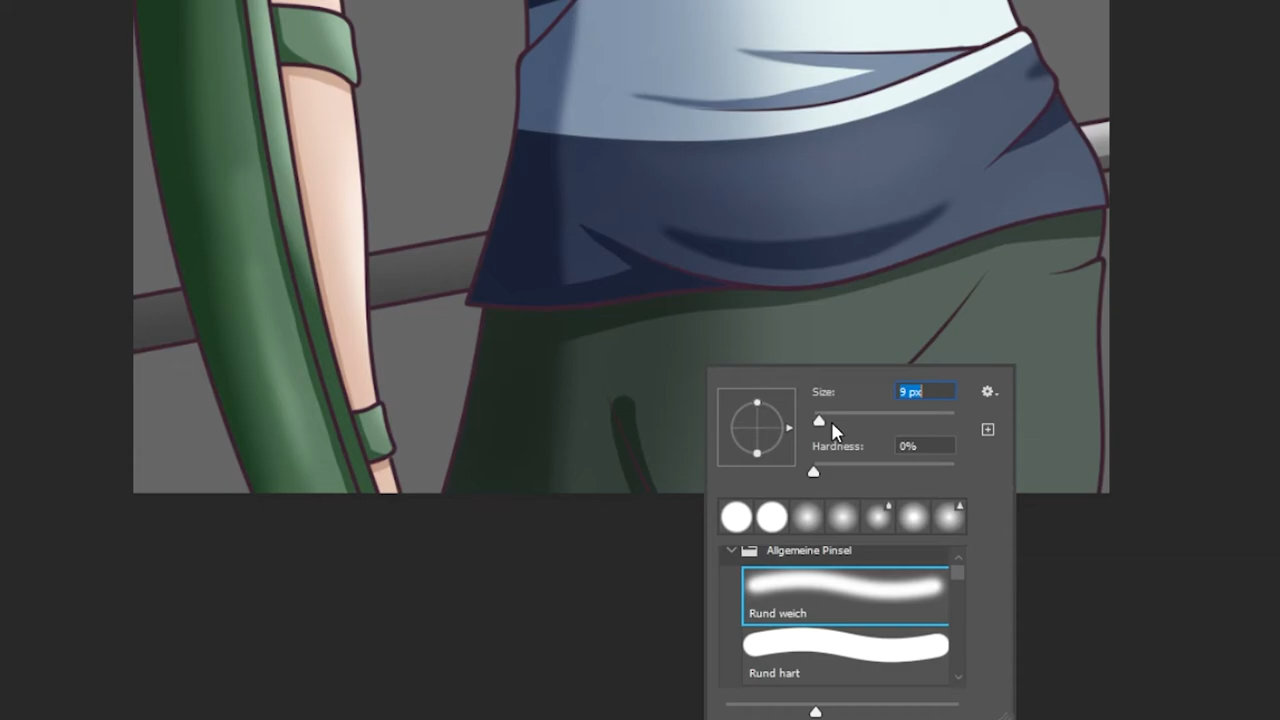 Size: 9 px
Hardness: 0%
Allgemeine Pinsel
Rund weich
Rund hart